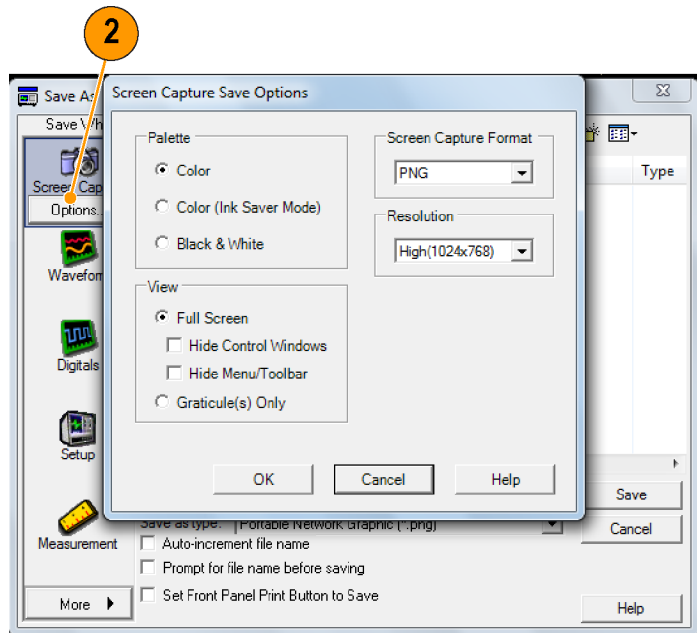 2
Save As
Screen Capture Save Options
Save Wh
Screen Cap
Options..
Waveform
Digitals
Setup
Measurement
More
Palette
Color
Color (Ink Saver Mode)
Black & White
View
Full Screen
Hide Control Windows
Hide Menu/Toolbar
Graticule(s) Only
Screen Capture Format
PNG
Resolution
High(1024x768)
OK
Cancel
Help
Type
Save as type: Portable Network Graphic (*.png)
Auto-increment file name
Prompt for file name before saving
Set Front Panel Print Button to Save
Save
Cancel
Help